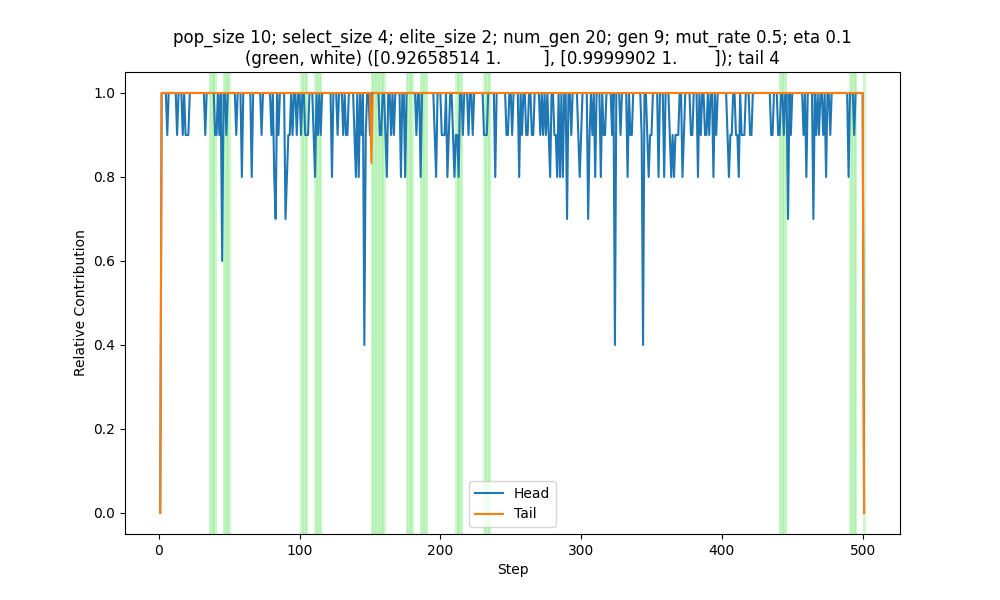 pop_size 10; select_size 4; elite_size 2; num_gen 20; gen 9; mut_rate 0.5; eta 0.1
(green, white) ([0.92658514 1.        ], [0.9999902 1.       ]); tail 4
1.0
0.8
0.6
0.4
0.2
0.0
Relative Contribution
Head
Tail
0
100
200
300
400
500
Step